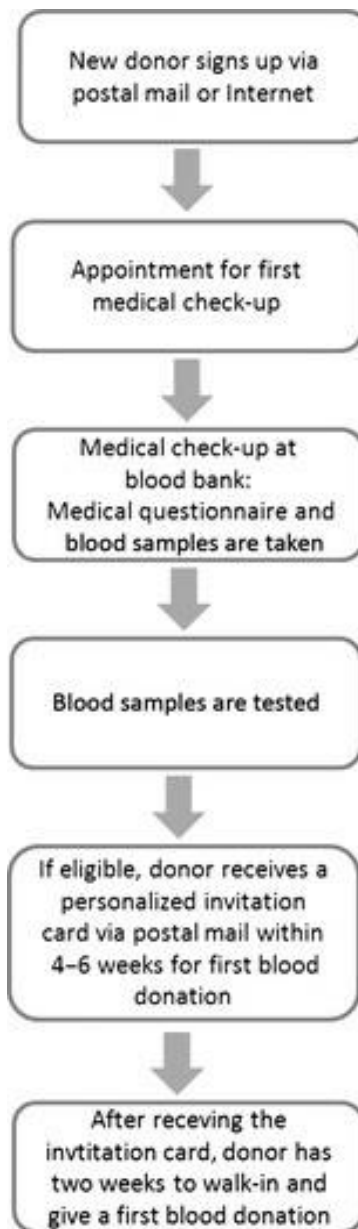 New donor signs up via
postal mail or Internet
Appointment for first
medical check-up
Medical check-up at
blood bank:
Medical questionnaire and
blood samples are taken
Blood samples are tested
If eligible, donor receives a
personalized invitation
card via postal mail within
4–6 weeks for first blood
donation
After receving the
invtitation card, donor has
two weeks to walk-in and
give a first blood donation